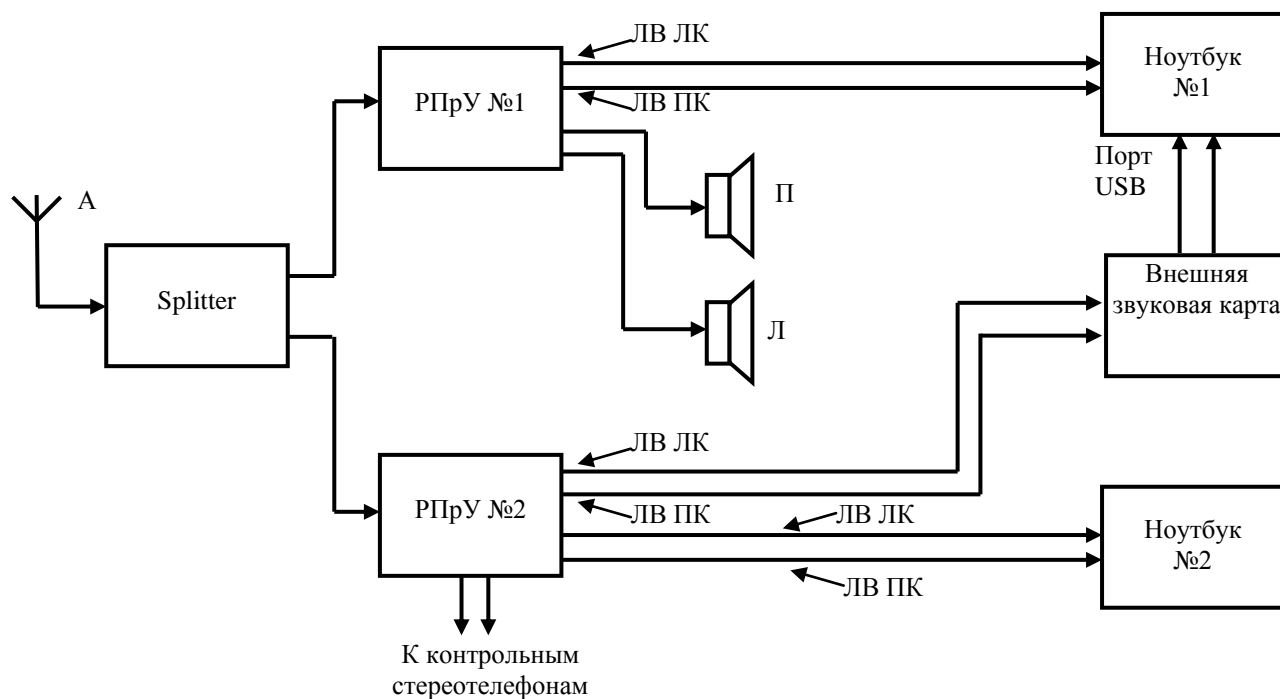 ЛВ ЛК
РПрУ №1
ЛВ ПК
Ноутбук
№1
Порт
USB
А
П
Splitter
Внешняя
звуковая карта
Л
ЛВ ЛК
РПрУ №2
ЛВ ПК
ЛВ ЛК
Ноутбук
№2
ЛВ ПК
К контрольным
стереотелефонам